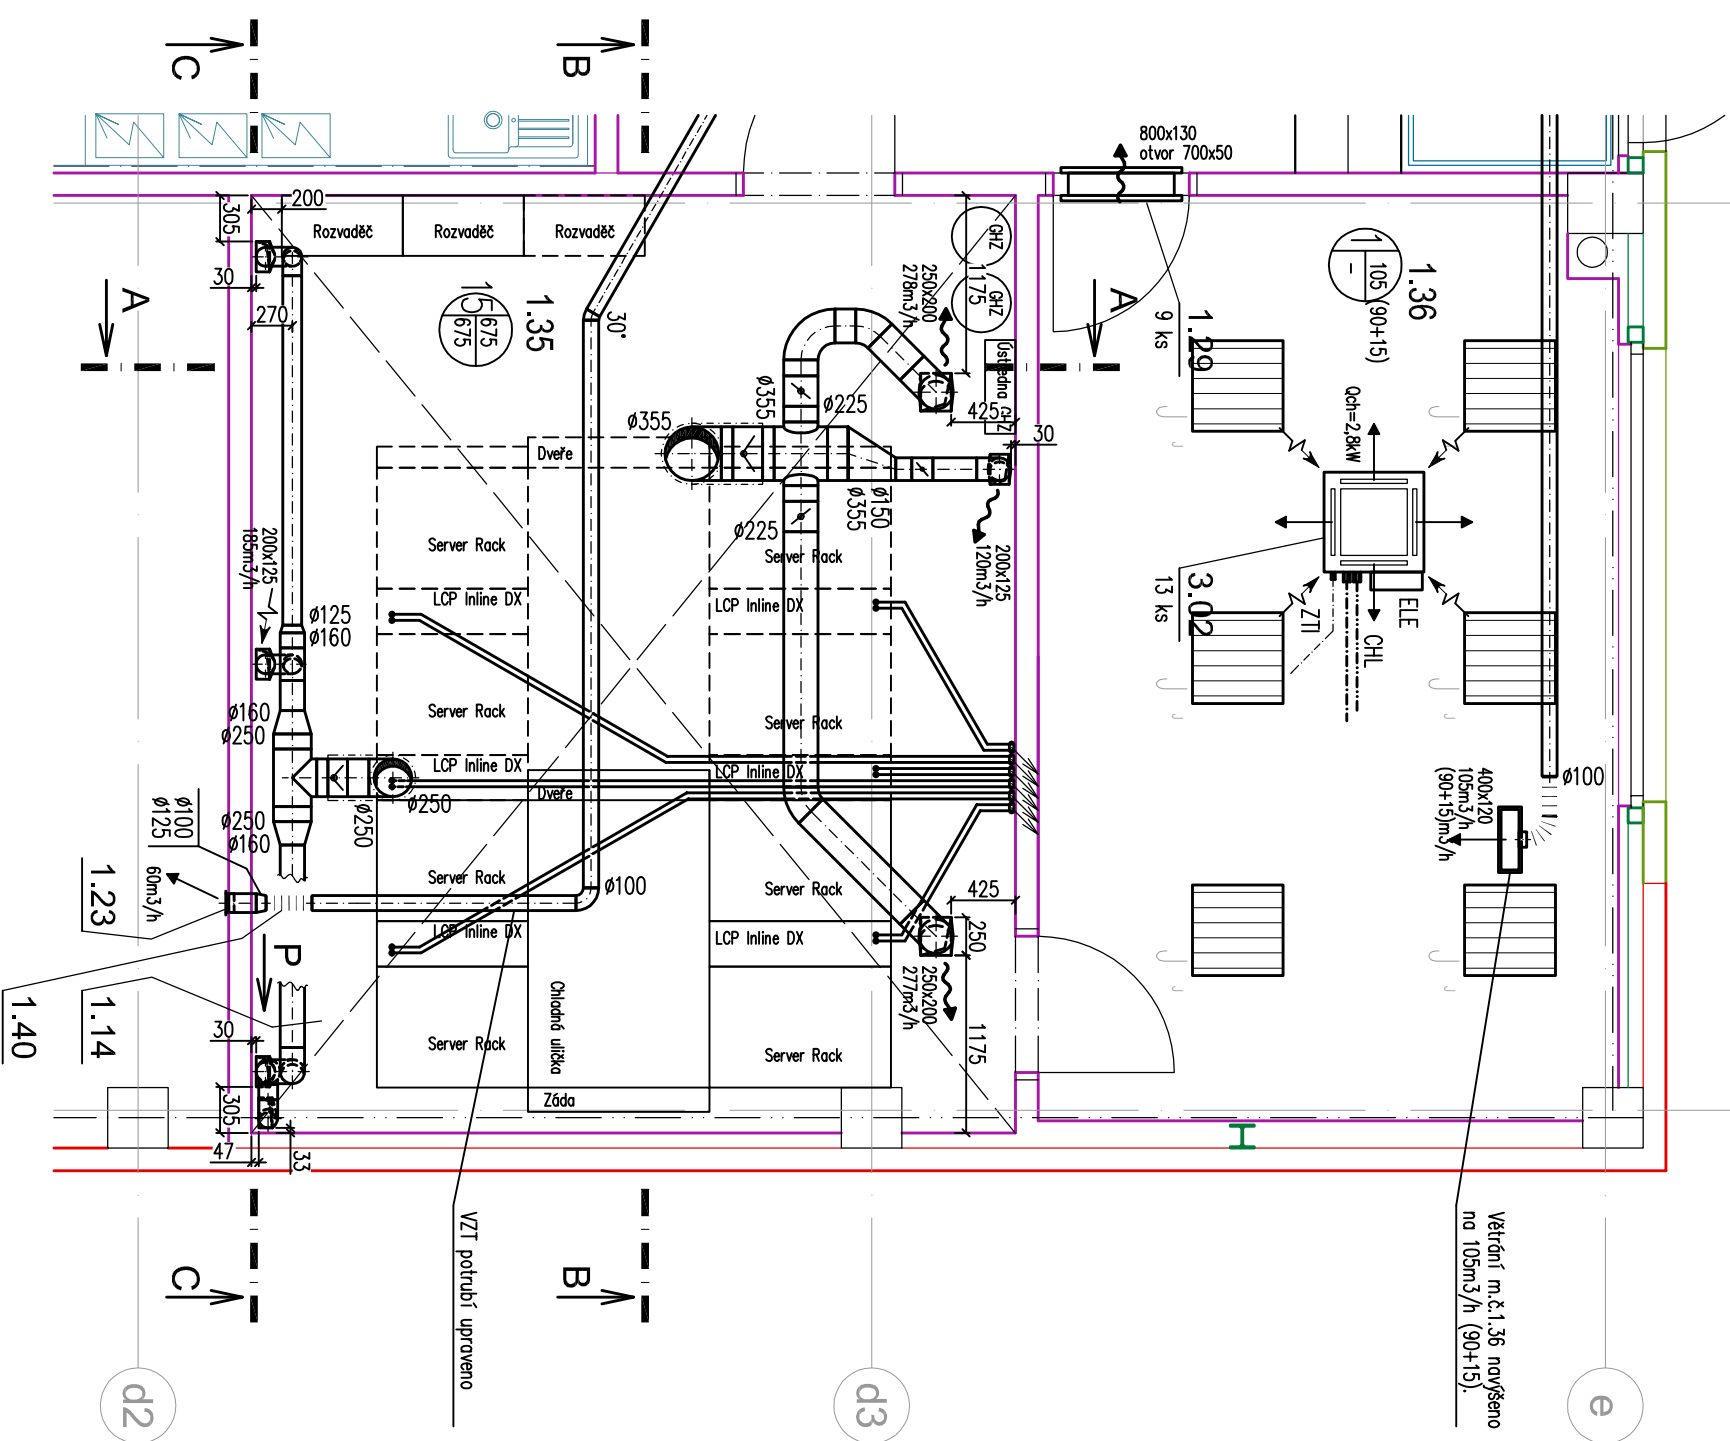 C
B
800x130
otvor 700x50
200
305
Rozvaděč
Rozvaděč
Rozvaděč
GHZ
GHZ
1175
250x200
278m3/h
30
270
A
A
15
675
675
1.35
30°
1
-
105 (90+15)
1.36
1.29
9 ks
Ústředna GHZ
Qch=2,8kW
Ø355
Ø225
Ø355
425
30
Dveře
Ø150
Ø355
Ø225
Server Rack
Server Rack
200x125
120m3/h
200x125
185m3/h
LCP Inline DX
LCP Inline DX
Ø125
Ø160
3.02
13 ks
ZTI
CHL
ELE
Server Rack
Server Rack
Ø160
Ø250
LCP Inline DX
LCP Inline DX
Dveře
Ø250
Ø250
Ø100
400x120
105m3/h
(90+15)m3/h
Ø100
Ø125
Ø250
Ø160
60m3/h
1.23
Server Rack
Server Rack
Ø100
425
250
LCP Inline DX
LCP Inline DX
P
250x200
277m3/h
1175
Chladná ulička
1.40
1.14
30
Server Rack
Server Rack
305
Záda
47
33
VZT potrubí upraveno
Větrání m.č.1.36 navýšeno
na 105m3/h (90+15).
C
B
d2
d3
e